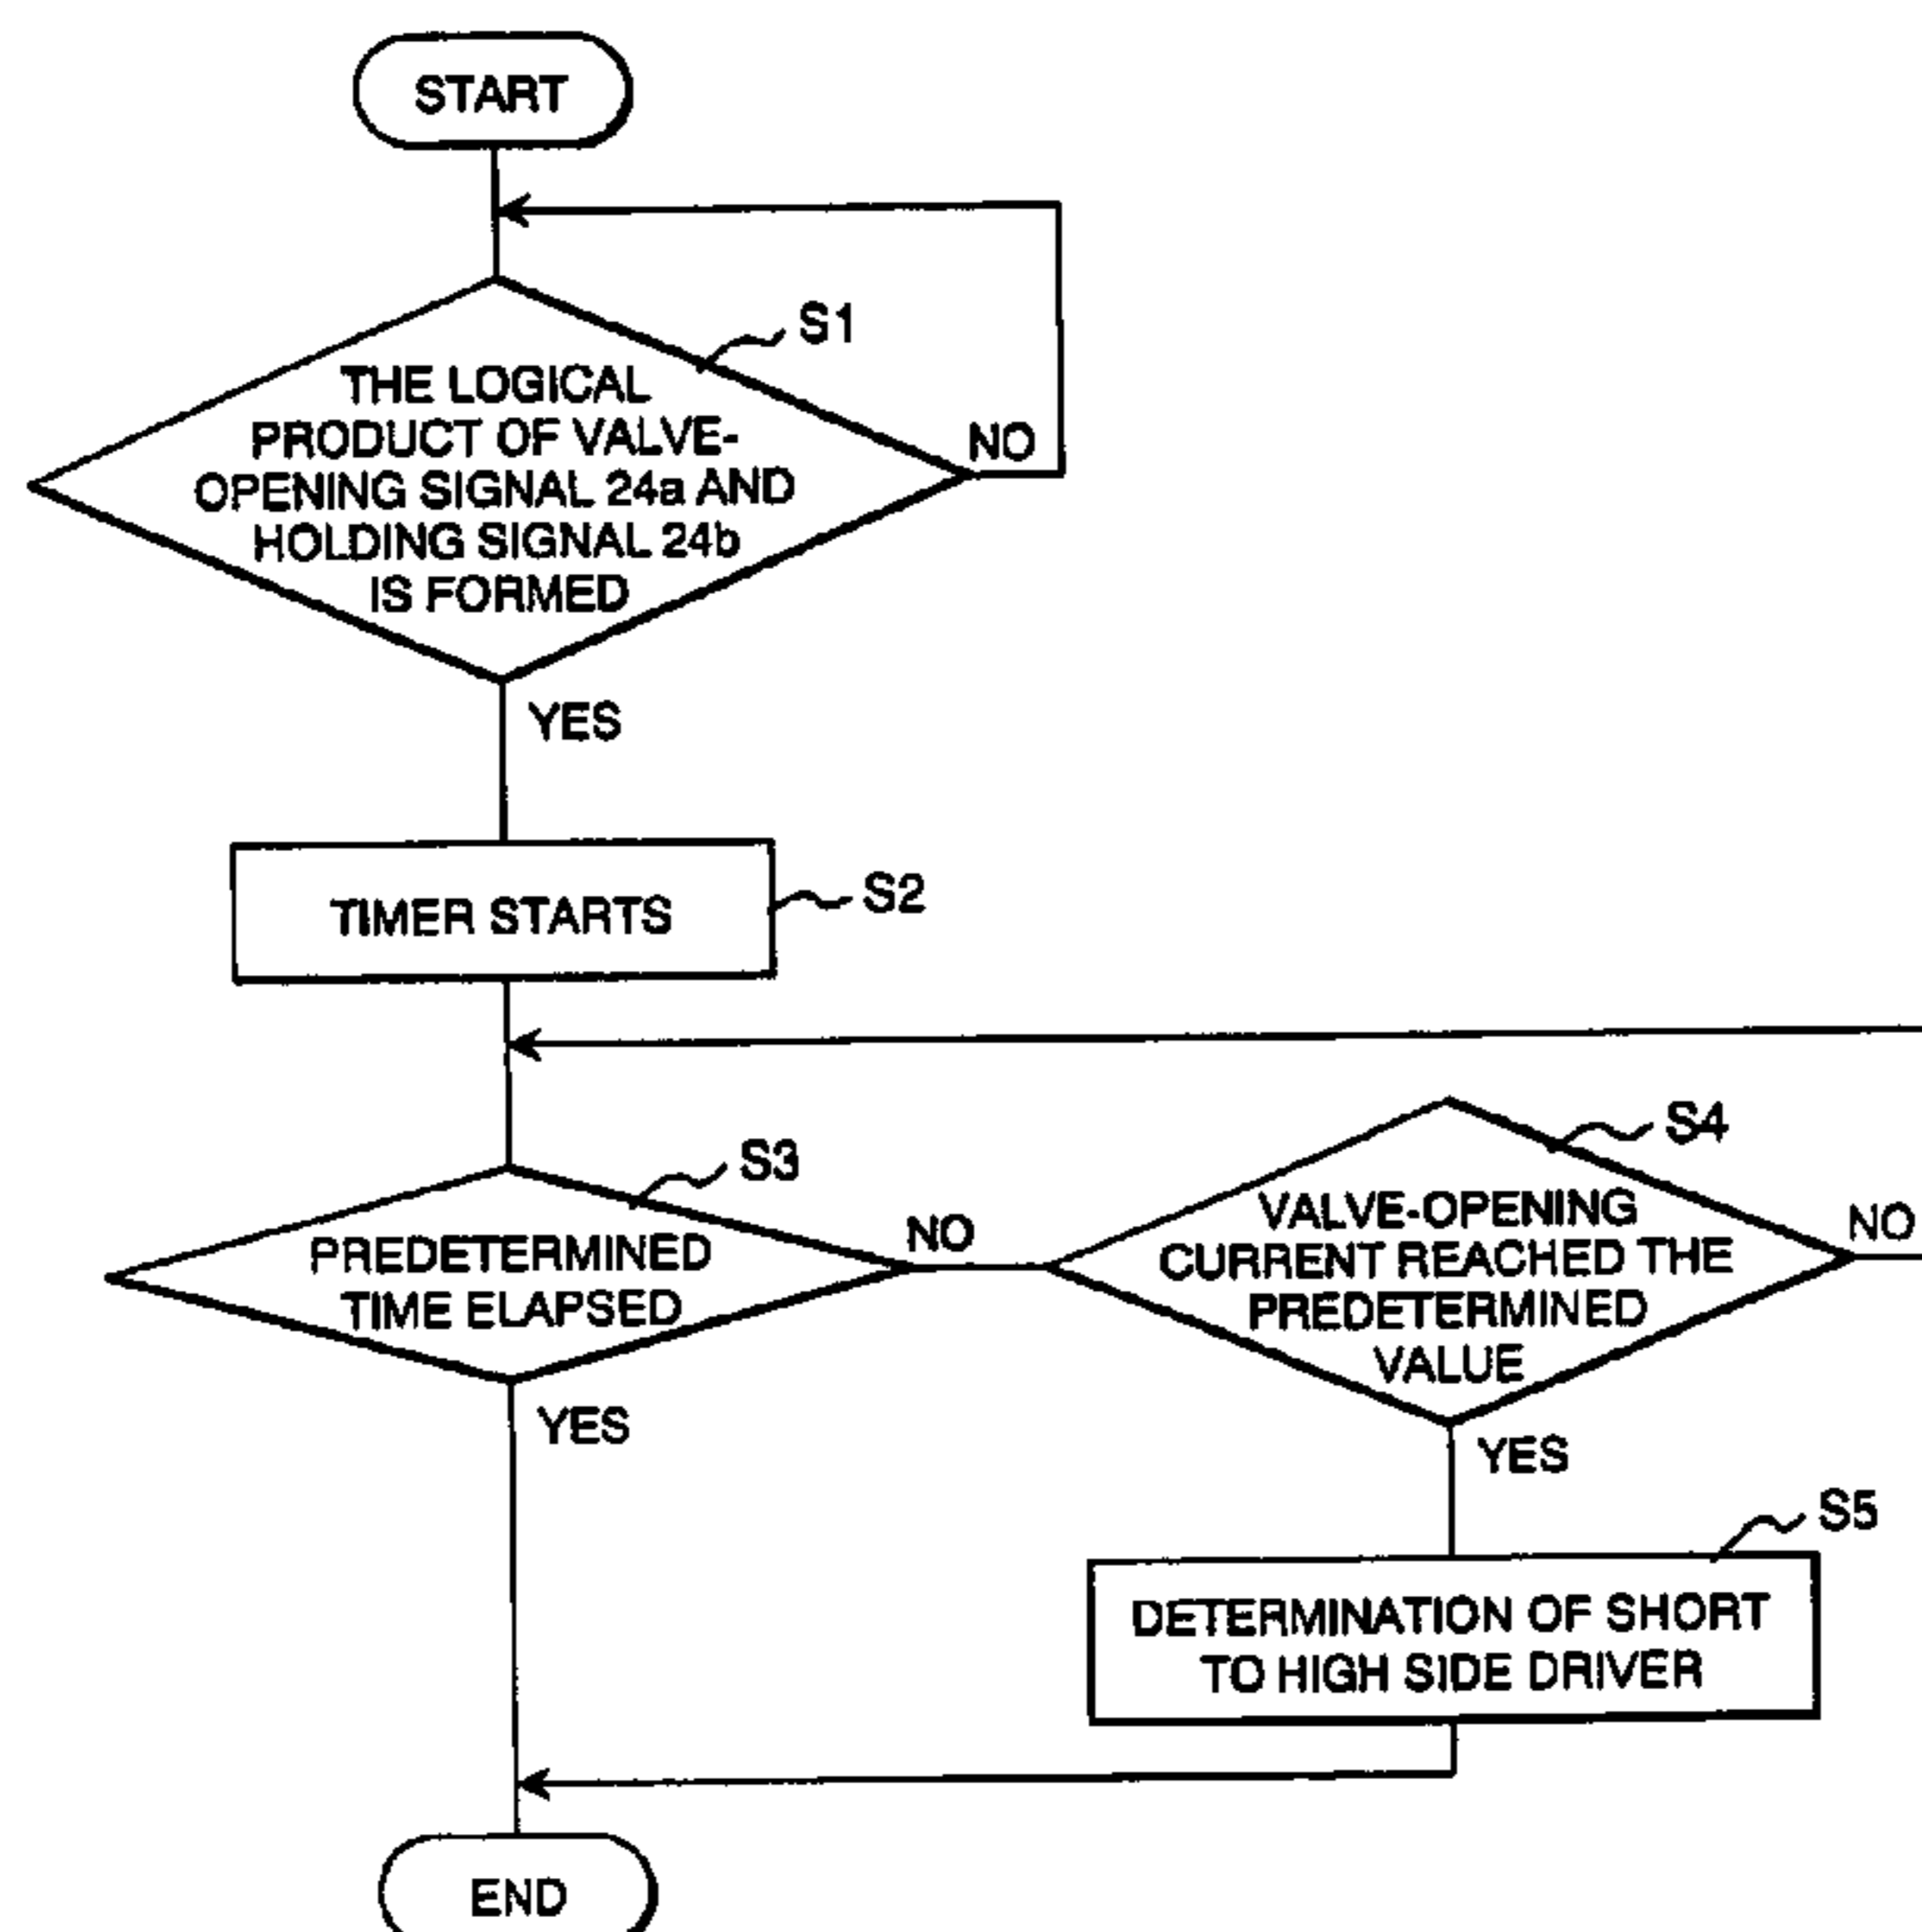 START
S1
THE LOGICAL
PRODUCT OF VALVE-
OPENING SIGNAL 24a AND
HOLDING SIGNAL 24b
IS FORMED
NO
YES
TIMER STARTS
S2
S3
PREDETERMINED
TIME ELAPSED
NO
YES
S4
VALVE-OPENING
CURRENT REACHED THE
PREDETERMINED
VALUE
NO
YES
S5
DETERMINATION OF SHORT
TO HIGH SIDE DRIVER
END